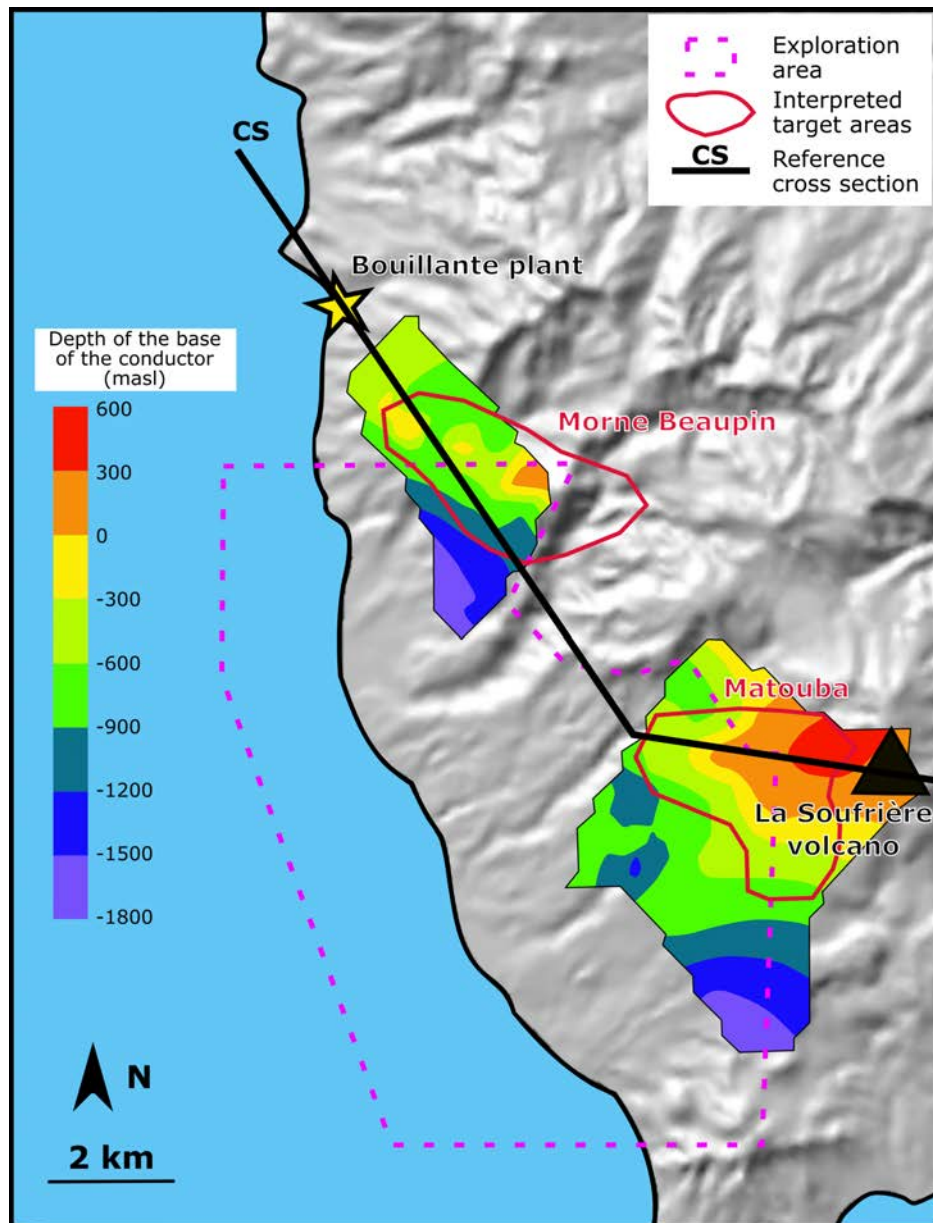 Exploration
area
Interpreted
target areas
CS
Reference
cross section
CS
Bouillante plant
Depth of the base
of the conductor
(masl)
600
300
0
-300
-600
-900
-1200
-1500
-1800
Morne Beaupin
Matouba
La Soufrière
volcano
N
2 km